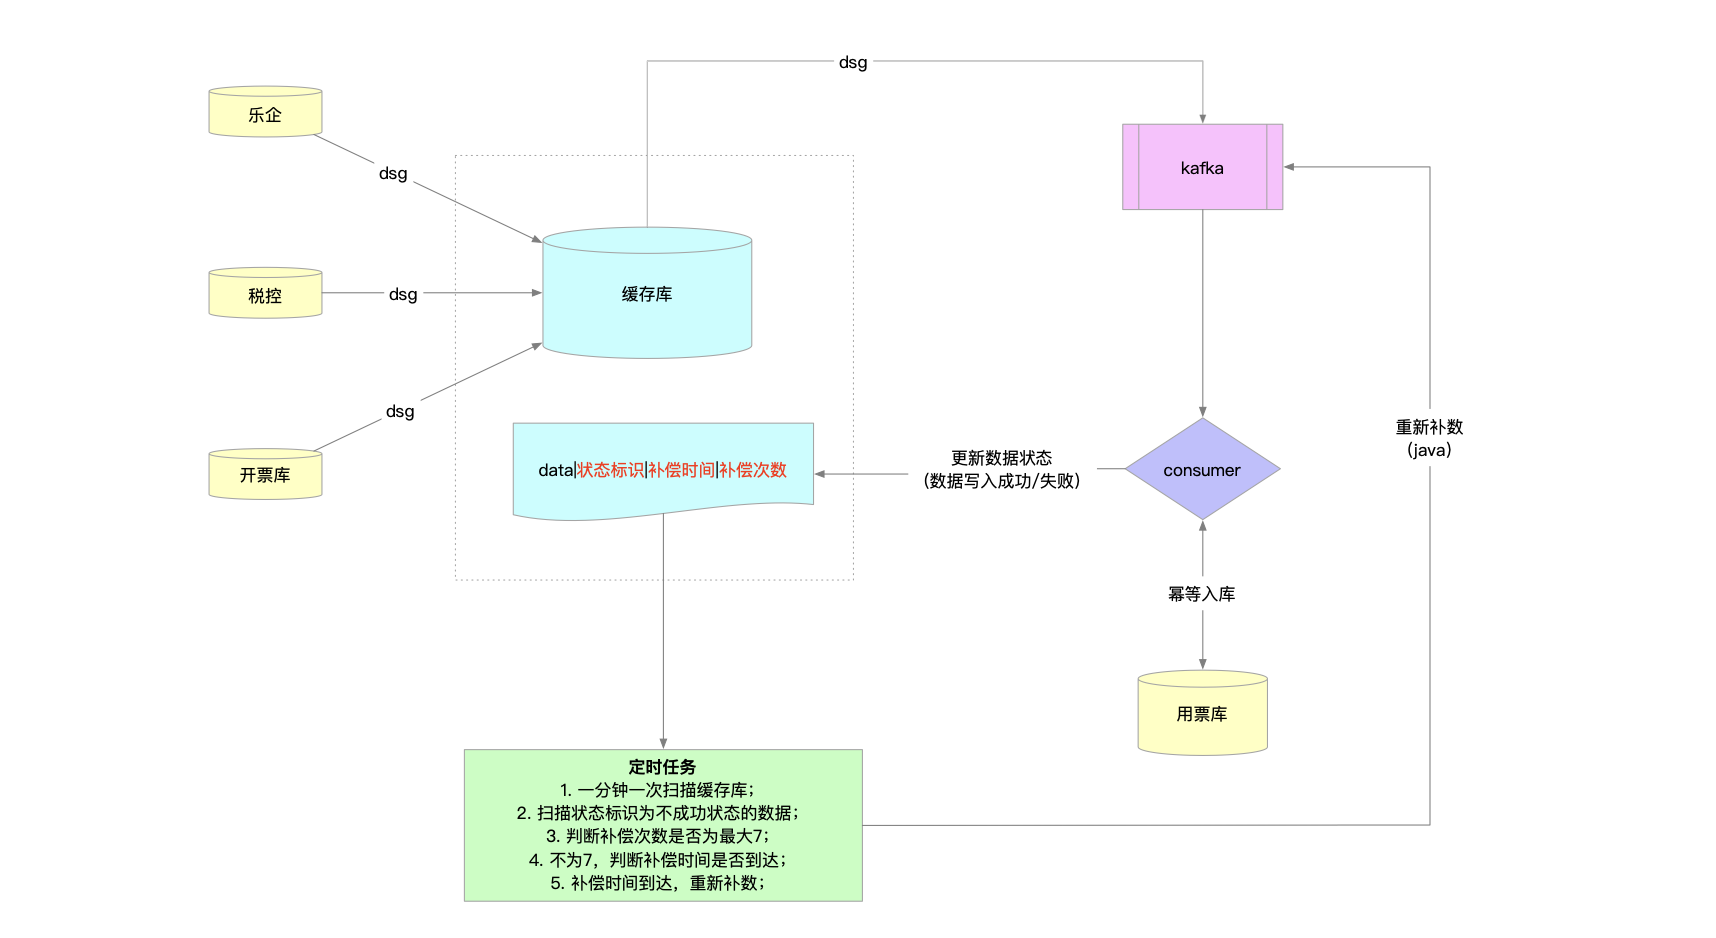 dsg
乐企
dsg
kafka
税控
dsg
缓存库
dsg
开票库
data|状态标识|补偿时间|补偿次数
更新数据状态
(数据写入成功/失败)
consumer
重新补数
(java)
幂等入库
用票库
定时任务
1. 一分钟一次扫描缓存库;
2. 扫描状态标识为不成功状态的数据;
3. 判断补偿次数是否为最大7;
4. 不为7，判断补偿时间是否到达;
5. 补偿时间到达，重新补数;